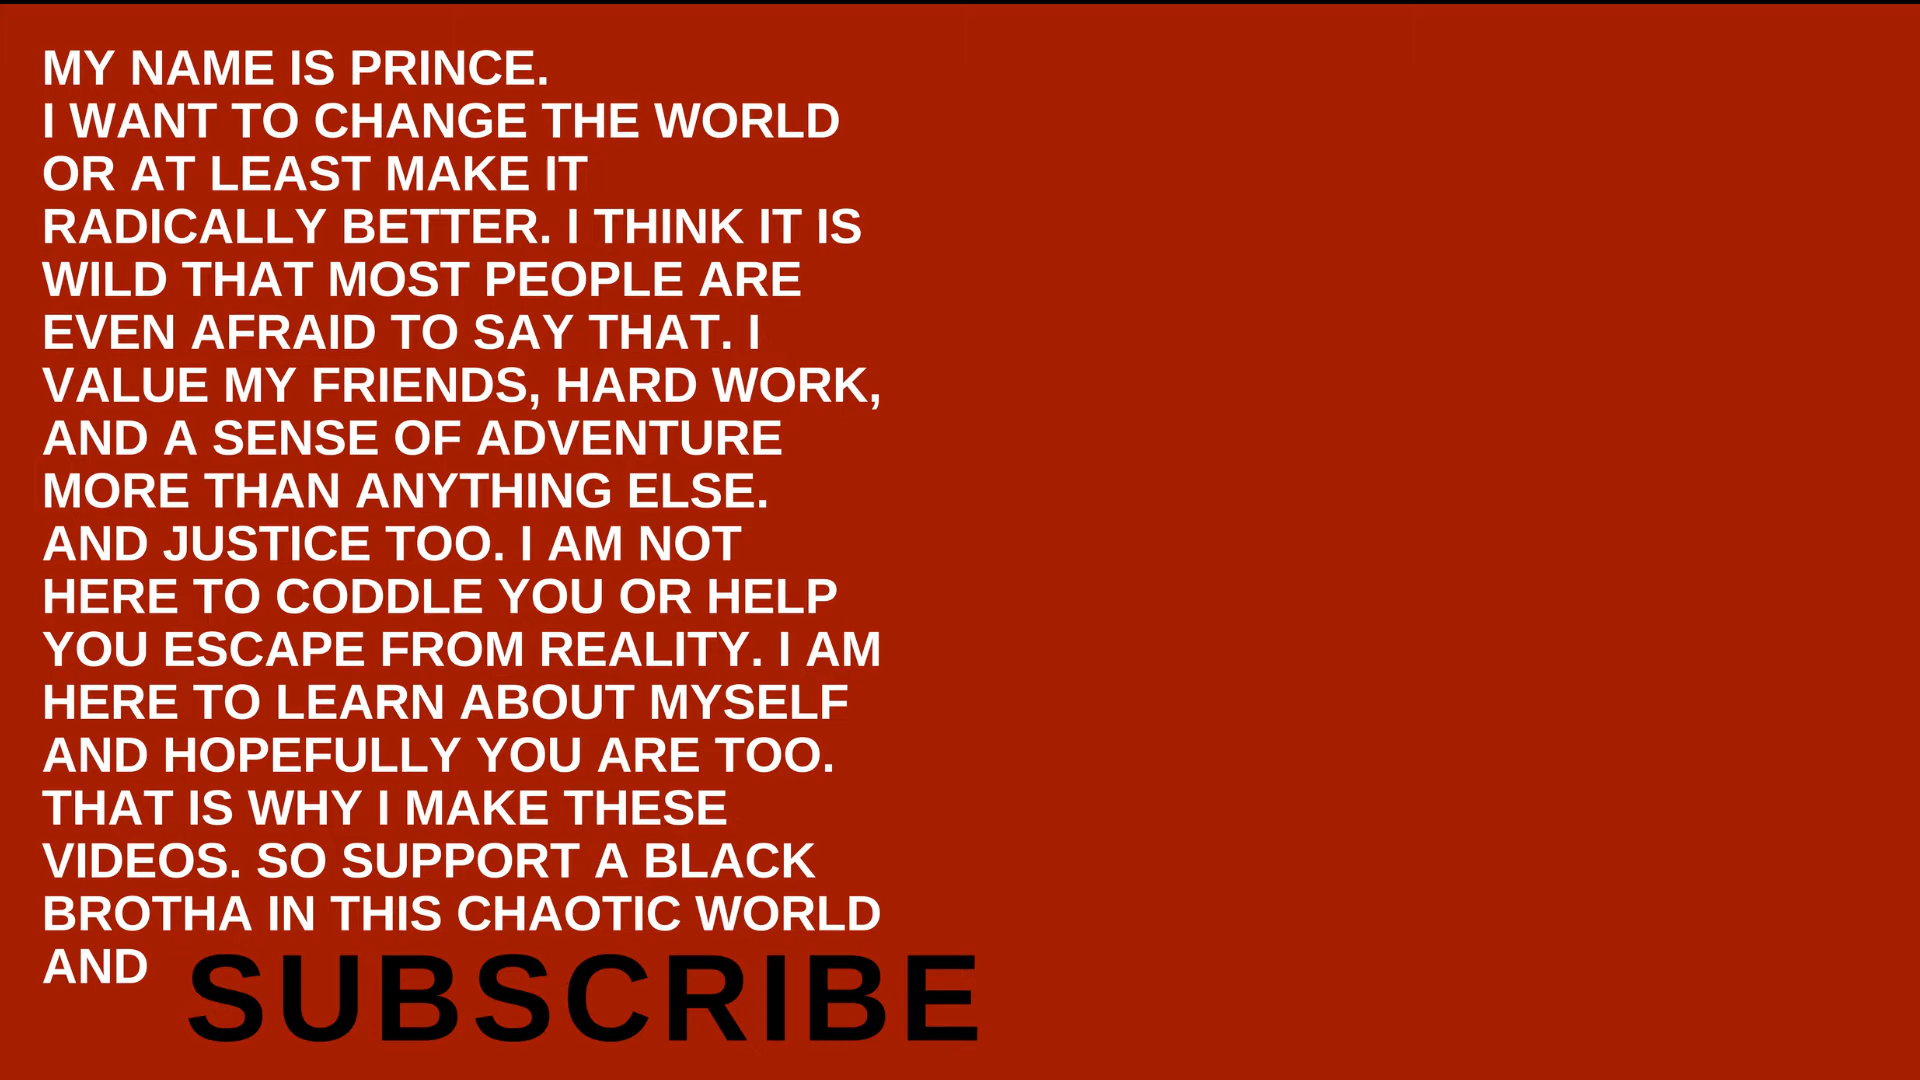 MY NAME IS PRINCE.
I WANT TO CHANGE THE WORLD
OR AT LEAST MAKE IT
RADICALLY BETTER. I THINK IT IS
WILD THAT MOST PEOPLE ARE
EVEN AFRAID TO SAY THAT. I
VALUE MY FRIENDS, HARD WORK,
AND A SENSE OF ADVENTURE
MORE THAN ANYTHING ELSE.
AND JUSTICE TOO. I AM NOT
HERE TO CODDLE YOU OR HELP
YOU ESCAPE FROM REALITY. I AM
HERE TO LEARN ABOUT MYSELF
AND HOPEFULLY YOU ARE TOO.
THAT IS WHY I MAKE THESE
VIDEOS. SO SUPPORT A BLACK
BROTHA IN THIS CHAOTIC WORLD
AND SUBSCRIBE